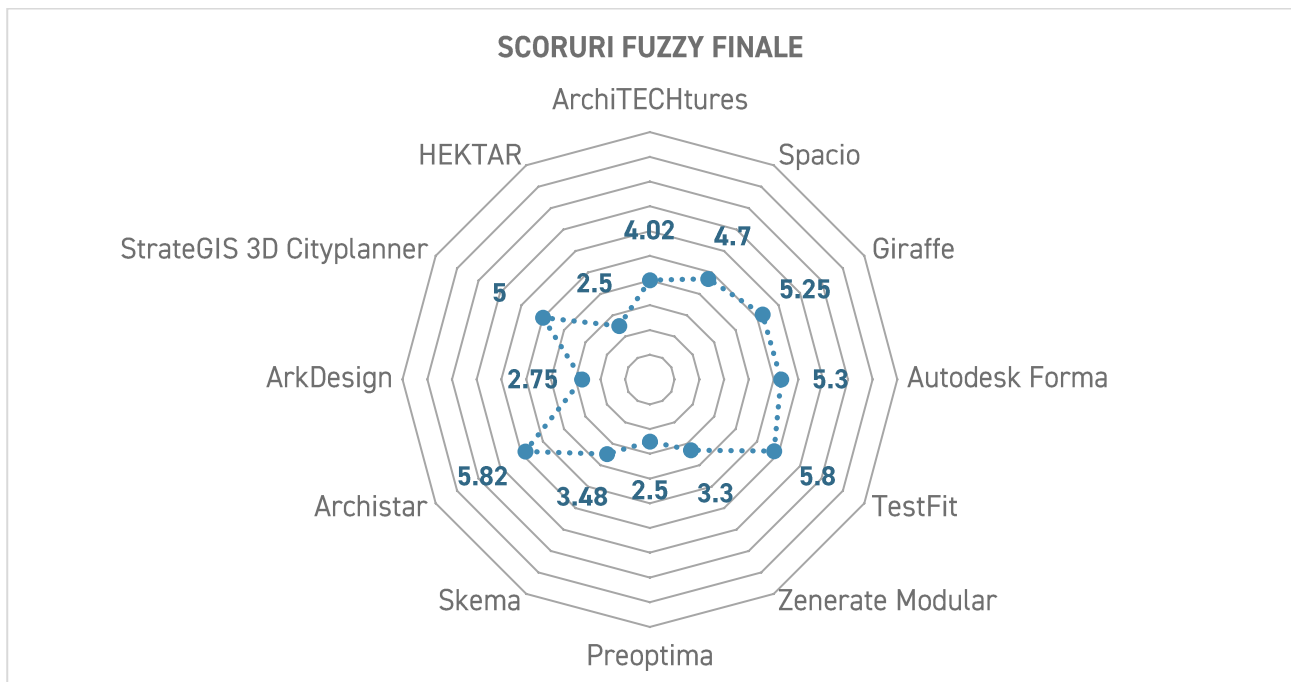 SCORURI FUZZY FINALE
ArchiTECHtures
HEKTAR
Spacio
4.02
4.7
StrateGIS 3D Cityplanner
Giraffe
2.5
5
5.25
ArkDesign
2.75
5.3
Autodesk Forma
5.82
3.48
2.5
3.3
5.8
Archistar
TestFit
Skema
Zenerate Modular
Preoptima